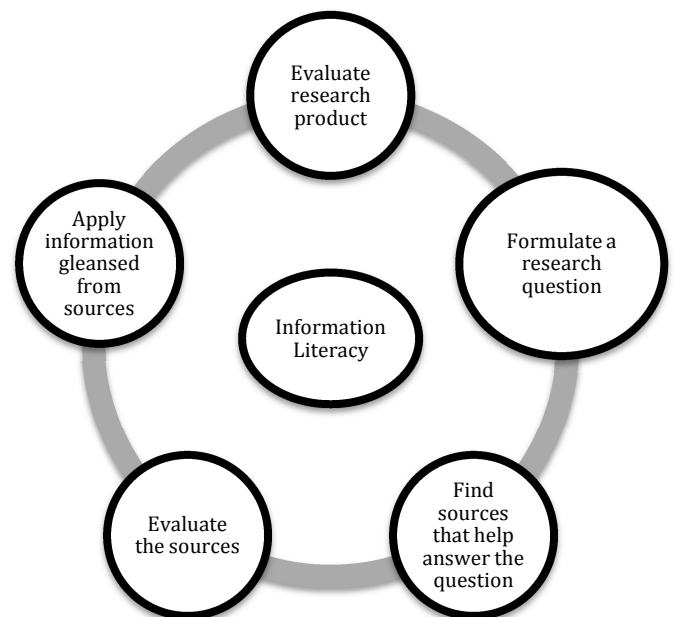 Evaluate
research
product
Formulate a
research
question
Find
sources
that help
answer the
question
Evaluate
the sources
Apply
information
gleansed
from
sources
Information
Literacy